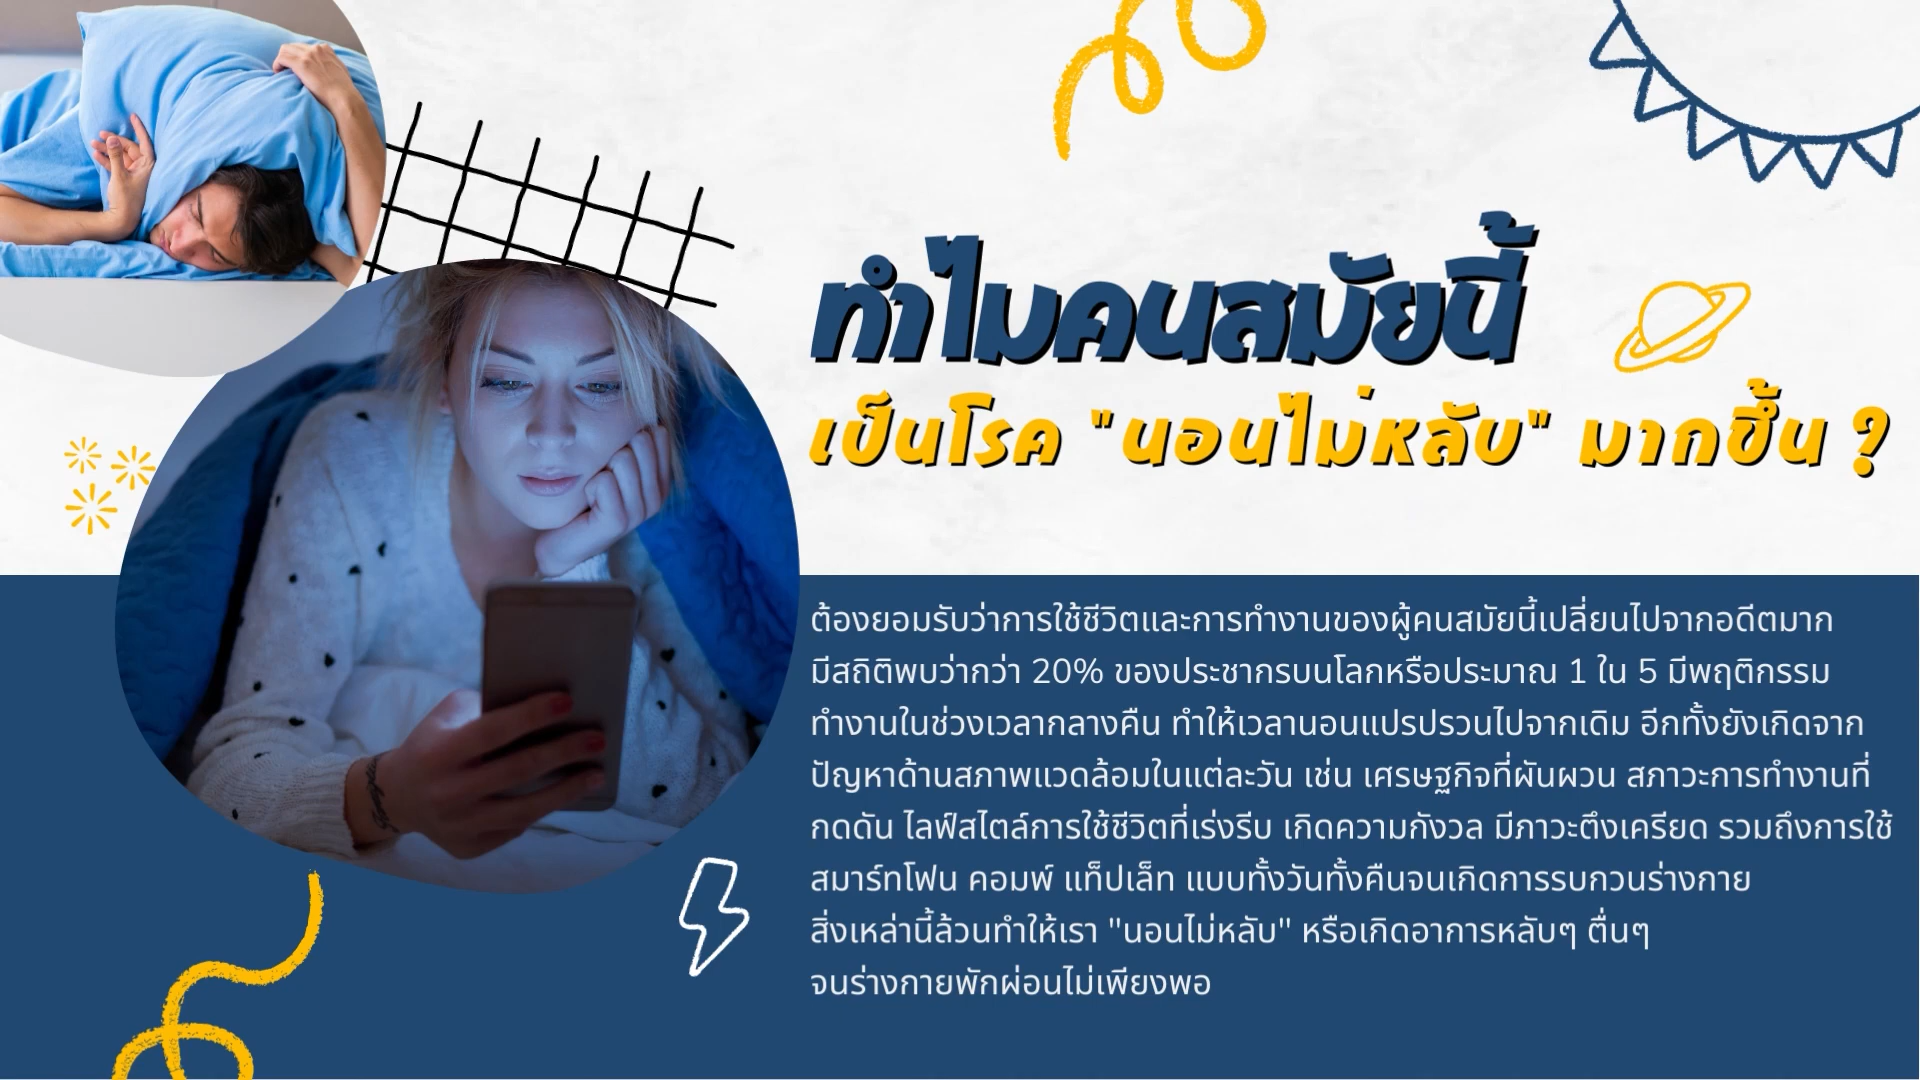 ทำไมคนสมัยนี้
เป็นโรค "นอนไม่หลับ" มากขึ้น ?
ต้องยอมรับว่าการใช้ชีวิตและการทำงานของผู้คนสมัยนี้เปลี่ยนไปจากอดีตมาก
มีสถิติพบว่ากว่า 20% ของประชากรบนโลกหรือประมาณ 1 ใน 5 มีพฤติกรรม
ทำงานในช่วงเวลากลางคืน ทำให้เวลานอนแปรปรวนไปจากเดิม อีกทั้งยังเกิดจาก
ปัญหาด้านสภาพแวดล้อมในแต่ละวัน เช่น เศรษฐกิจที่ผันผวน สภาวะการทำงานที่
กดดัน ไลฟ์สไตล์การใช้ชีวิตที่เร่งรีบ เกิดความกังวล มีภาวะตึงเครียด รวมถึงการใช้
สมาร์ทโฟน คอมพ์ แท็ปเล็ท แบบทั้งวันทั้งคืนจนเกิดการรบกวนร่างกาย
สิ่งเหล่านี้ล้วนทำให้เรา "นอนไม่หลับ" หรือเกิดอาการหลับๆ ตื่นๆ
จนร่างกายพักผ่อนไม่เพียงพอ